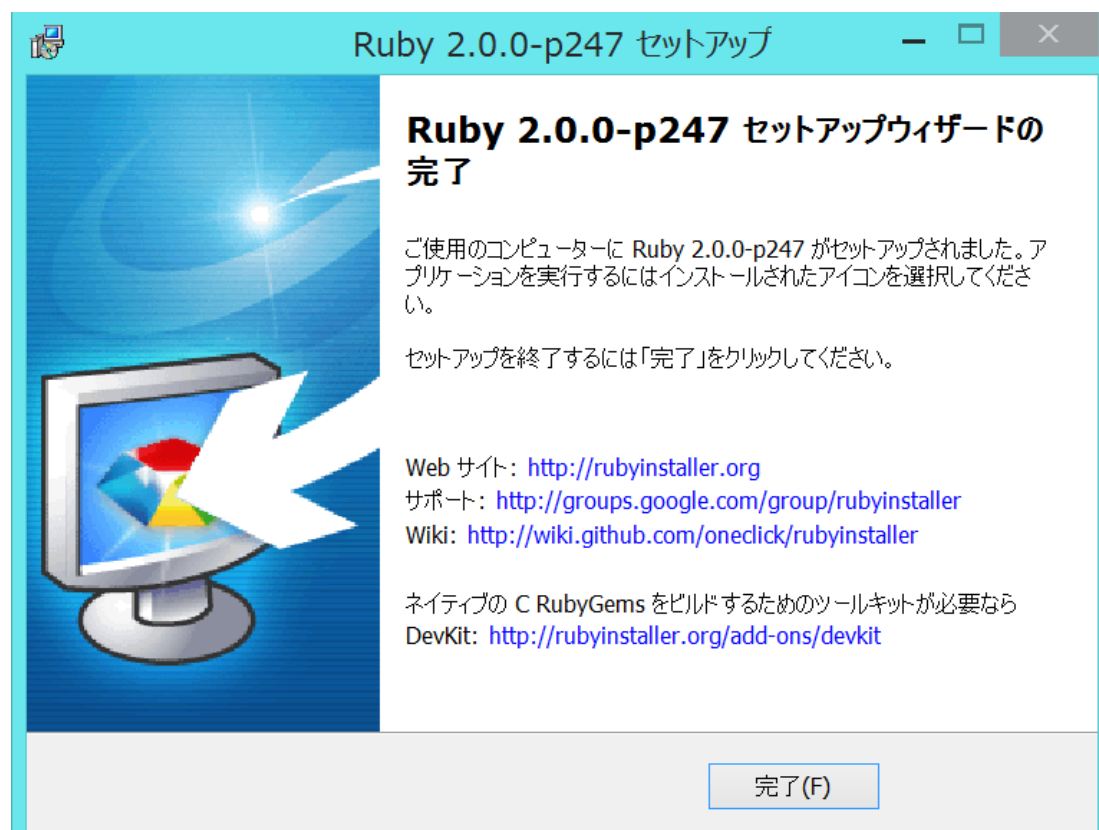 Ruby 2.0.0-p247 セットアップ
Ruby 2.0.0-p247 セットアップウィザードの
完了
ご使用のコンピューターに Ruby 2.0.0-p247 がセットアップされました。ア
プリケーションを実行するにはインストールされたアイコンを選択してくださ
い。
セットアップを終了するには「完了」をクリックしてください。
Web サイト: http://rubyinstaller.org
サポート: http://groups.google.com/group/rubyinstaller
Wiki: http://wiki.github.com/oneclick/rubyinstaller
ネイティブの C RubyGems をビルドするためのツールキットが必要なら
DevKit: http://rubyinstaller.org/add-ons/devkit
完了(F)